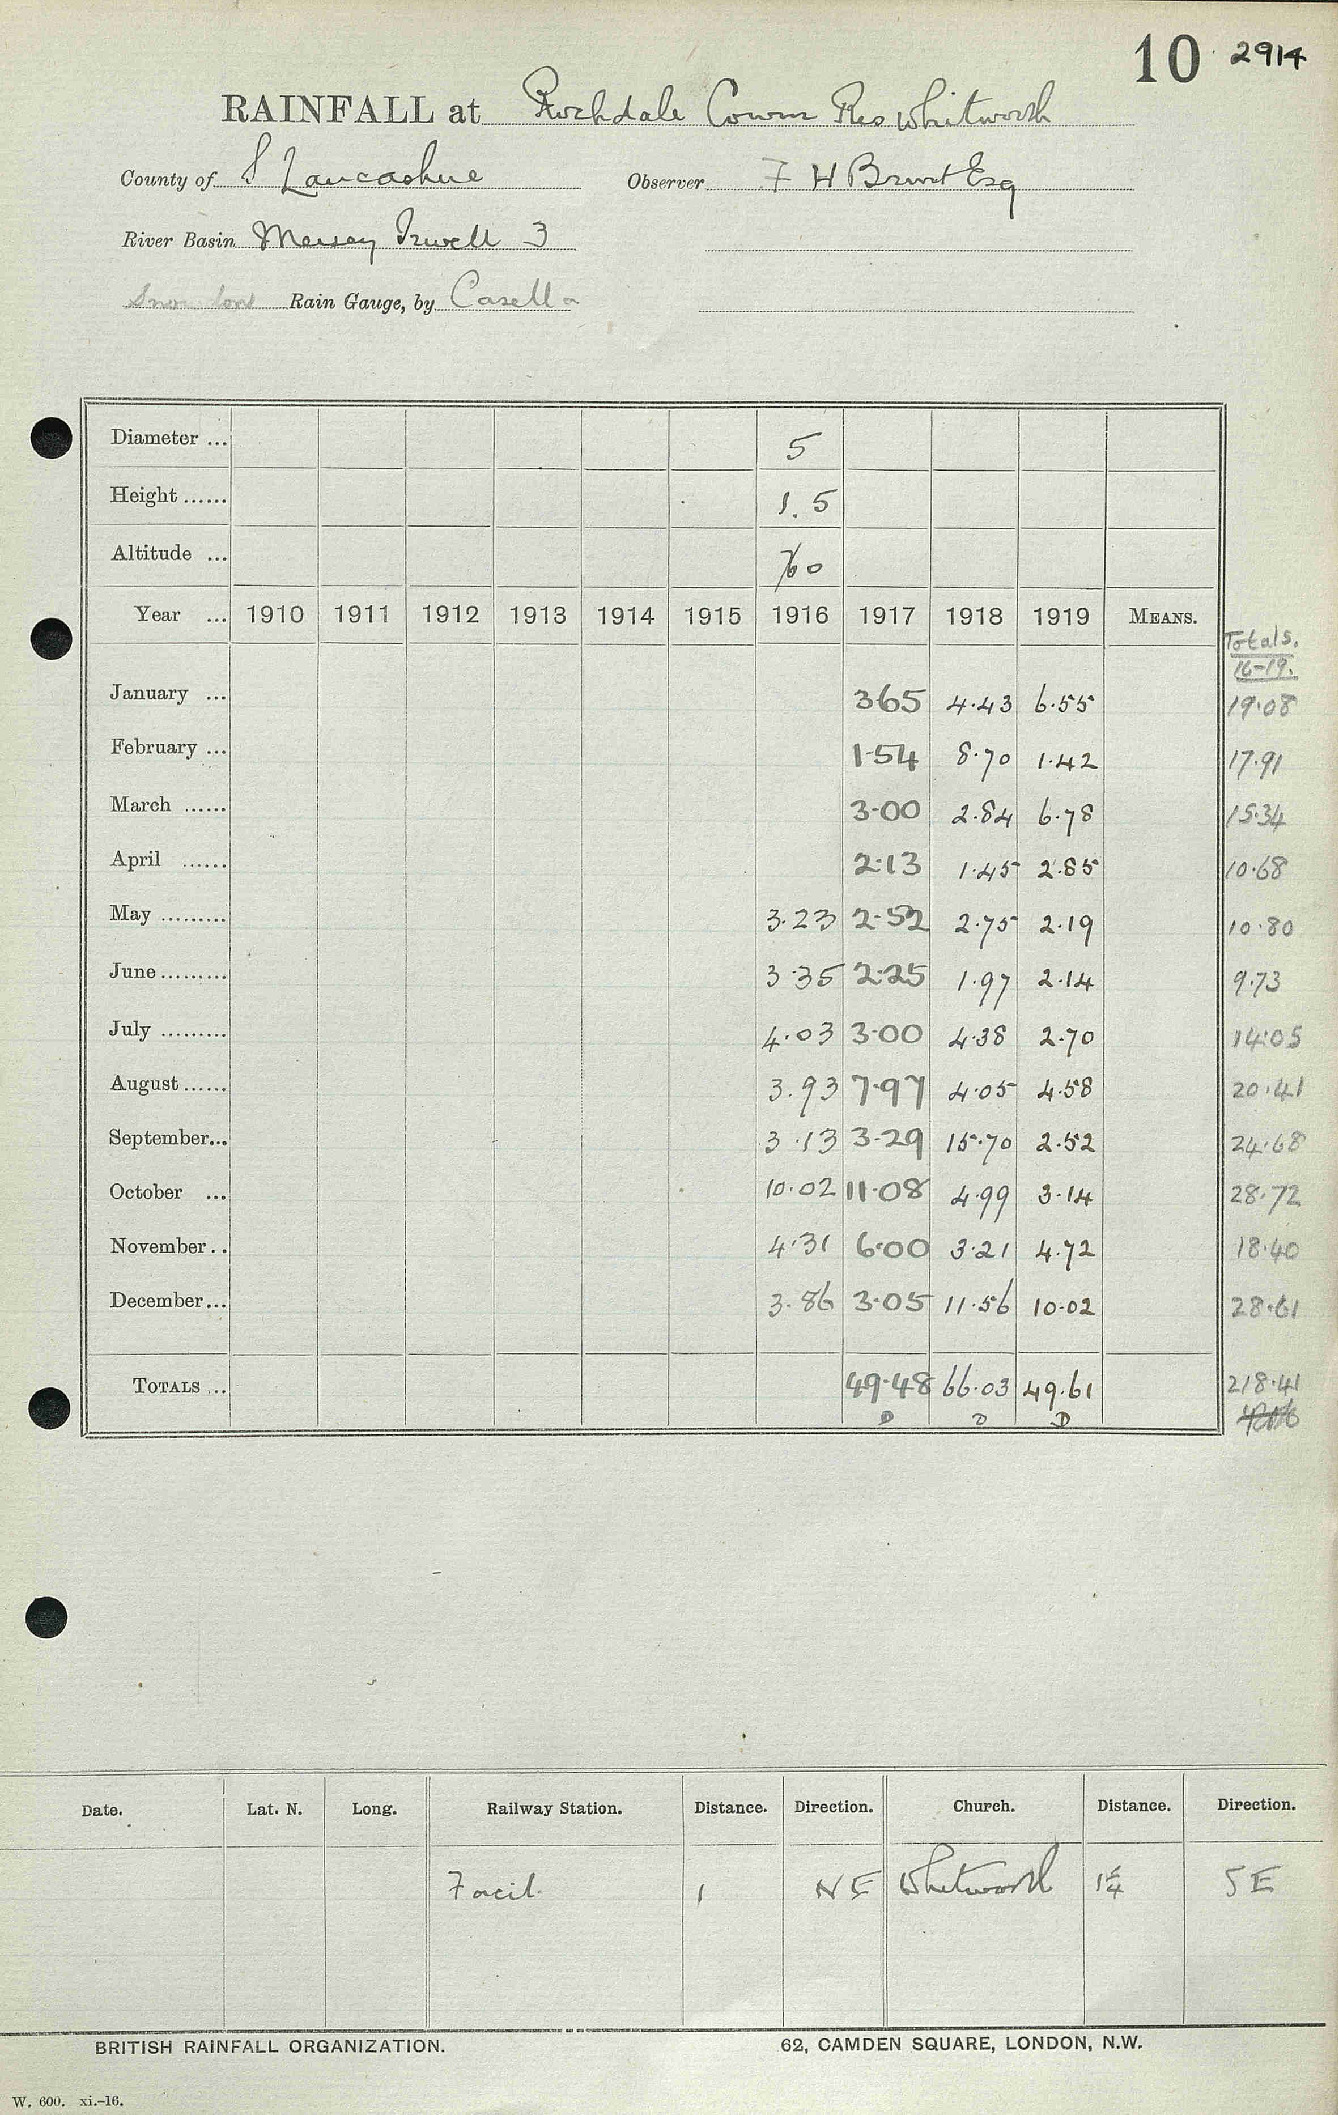 10 2914
RAINFALL at Rochdale Cowm Res Whitworth
County of S Lancashire Observer F H Brunt Esq
River Basin Mersey Irwell 3
Snowdon Rain Gauge, by Casella
Diameter ... 5
Height ...... 1.5
Altitude ... 760
Year ... 1910 1911 1912 1913 1914 1915 1916 1917 1918 1919 MEANS. Totals.
16-19.
January ... 3 65 4.43 6.55 19.08
February ... 1.54 8.70 1.42 17.91
March ...... 3.00 2.84 6.78 15.34
April ...... 2.13 1.45 2.85 10.68
May ......... 3.23 2.52 2.75 2.19 10.80
June ......... 3.35 2.25 1.97 2.14 9.73
July ......... 4.03 3.00 4.38 2.70 14.05
August ...... 3.93 7.97 4.05 4.58 20.41
September... 3.13 3.29 15.70 2.52 24.68
October ... 10.02 11.08 4.99 3.14 28.72
November .. 4.31 6.00 3.21 4.72 18.40
December ... 3.86 3.05 11.56 10.02 28.61
TOTALS ... 49.48 66.03 49.61 218.41
D D D
Date. Lat. N. Long. Railway Station. Distance. Direction. Church. Distance. Direction.
Facit. 1 NE Whitworth 1¼ SE
BRITISH RAINFALL ORGANIZATION. 62, CAMDEN SQUARE, LONDON, N.W.
W. 600. xi.-16.